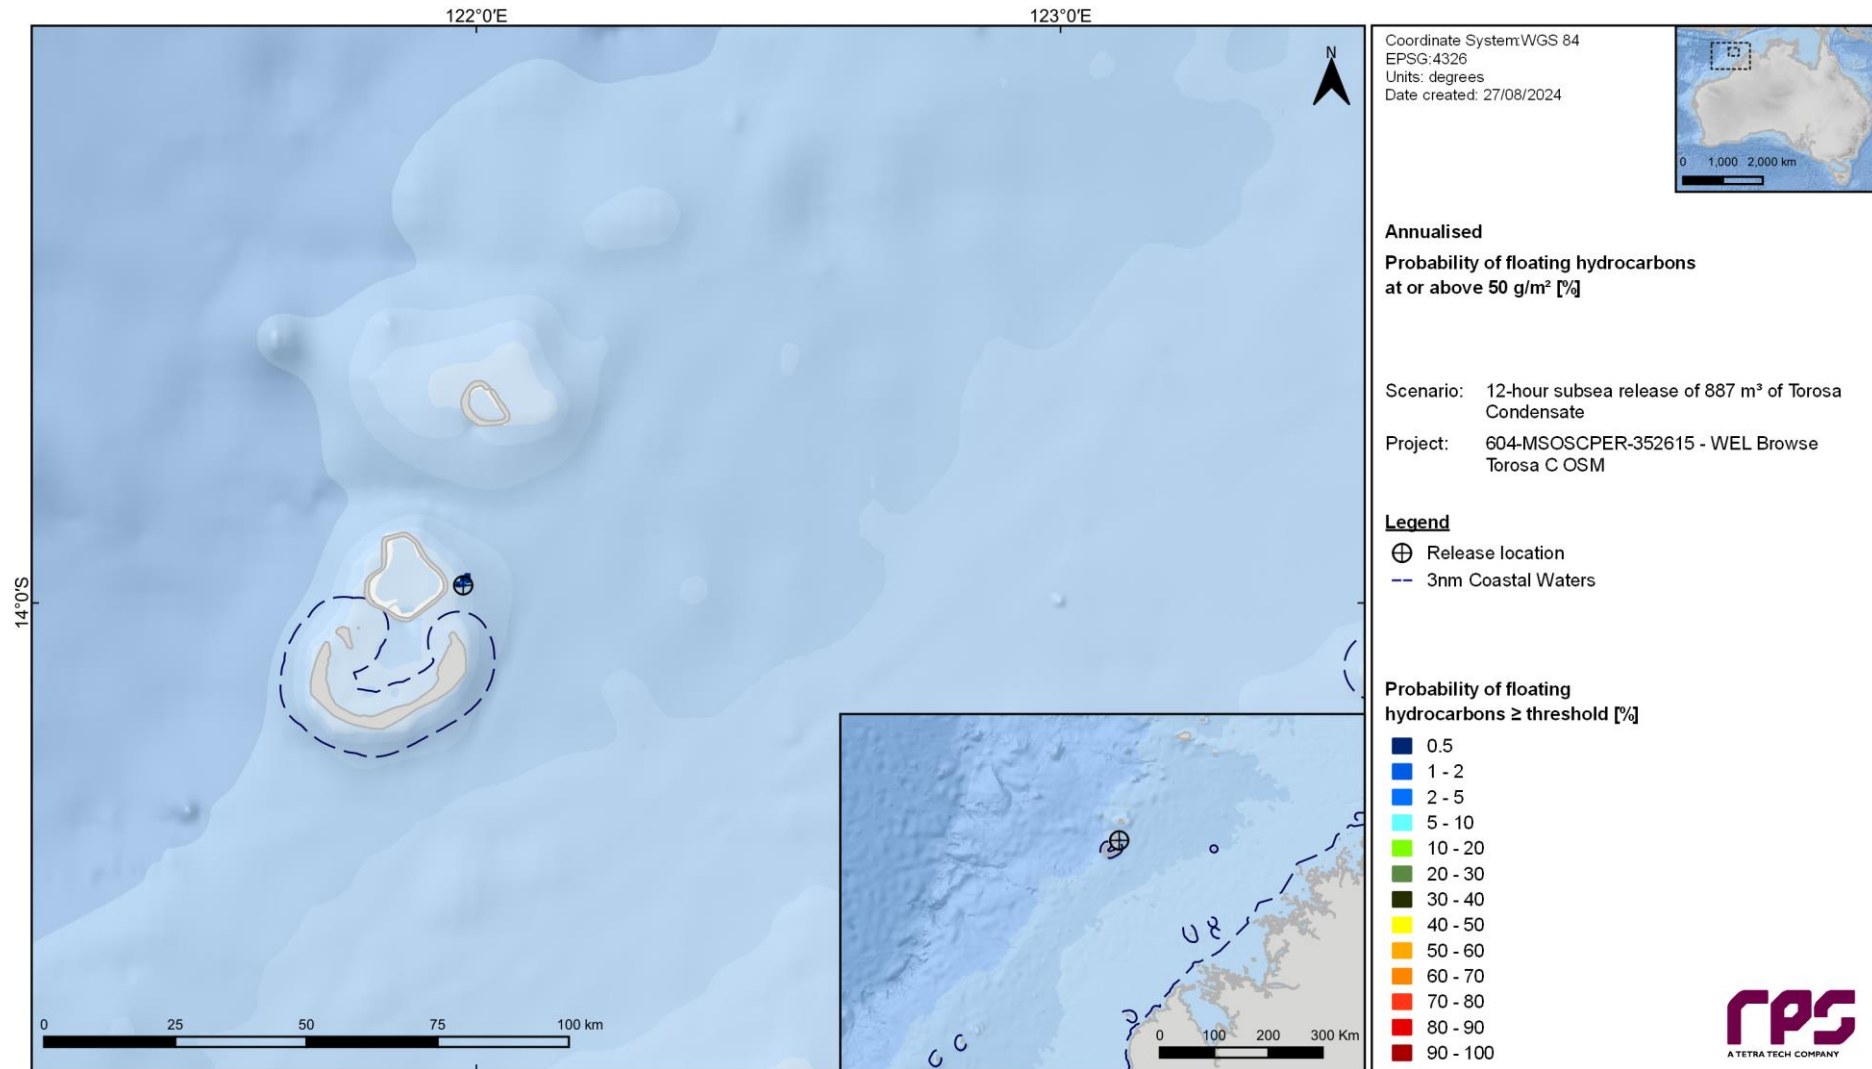 122°0'E
123°0'E
14°0'S
N
0 25 50 75 100 km
0 100 200 300 Km
Coordinate System:WGS 84
EPSG:4326
Units: degrees
Date created: 27/08/2024
0 1,000 2,000 km
Annualised
Probability of floating hydrocarbons
at or above 50 g/m² [%]
Scenario: 12-hour subsea release of 887 m³ of Torosa
Condensate
Project: 604-MSOSCPER-352615 - WEL Browse
Torosa C OSM
Legend
Release location
3nm Coastal Waters
Probability of floating
hydrocarbons ≥ threshold [%]
0.5
1 - 2
2 - 5
5 - 10
10 - 20
20 - 30
30 - 40
40 - 50
50 - 60
60 - 70
70 - 80
80 - 90
90 - 100
rps
A TETRA TECH COMPANY